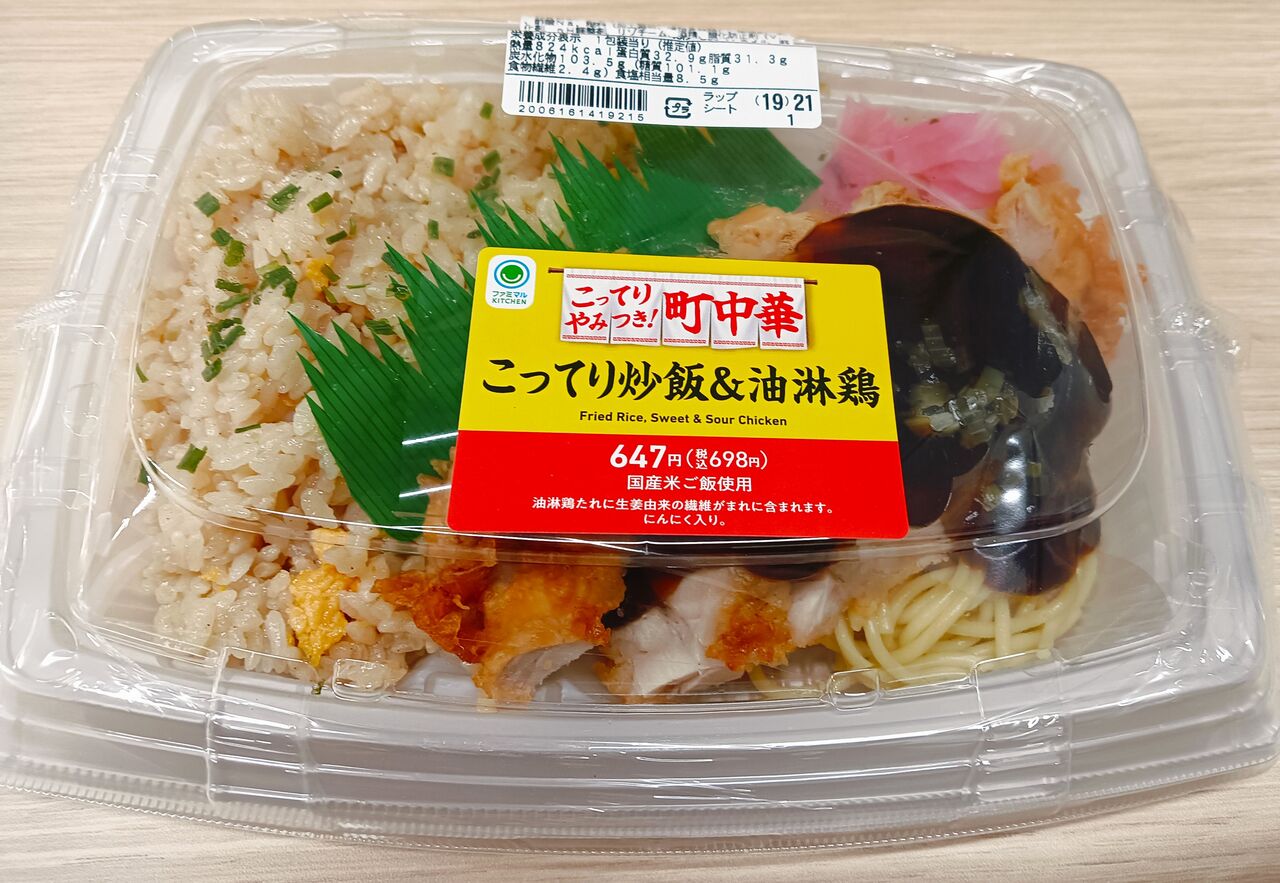 栄養成分表示 1包装当り(推定値)
熱量824kcal蛋白質32.9g脂質31.3g
炭水化物103.5g(糖質101.1g
食物繊維2.4g)食塩相当量8.5g
2006161419215
プラ
ラップ
シート
(19)21
1
ファミマル
KITCHEN
こってり
やみつき!
町中華
こってり炒飯&油淋鶏
Fried Rice, Sweet & Sour Chicken
647円(税込698円)
国産米ご飯使用
油淋鶏たれに生姜由来の繊維がまれに含まれます。
にんにく入り。